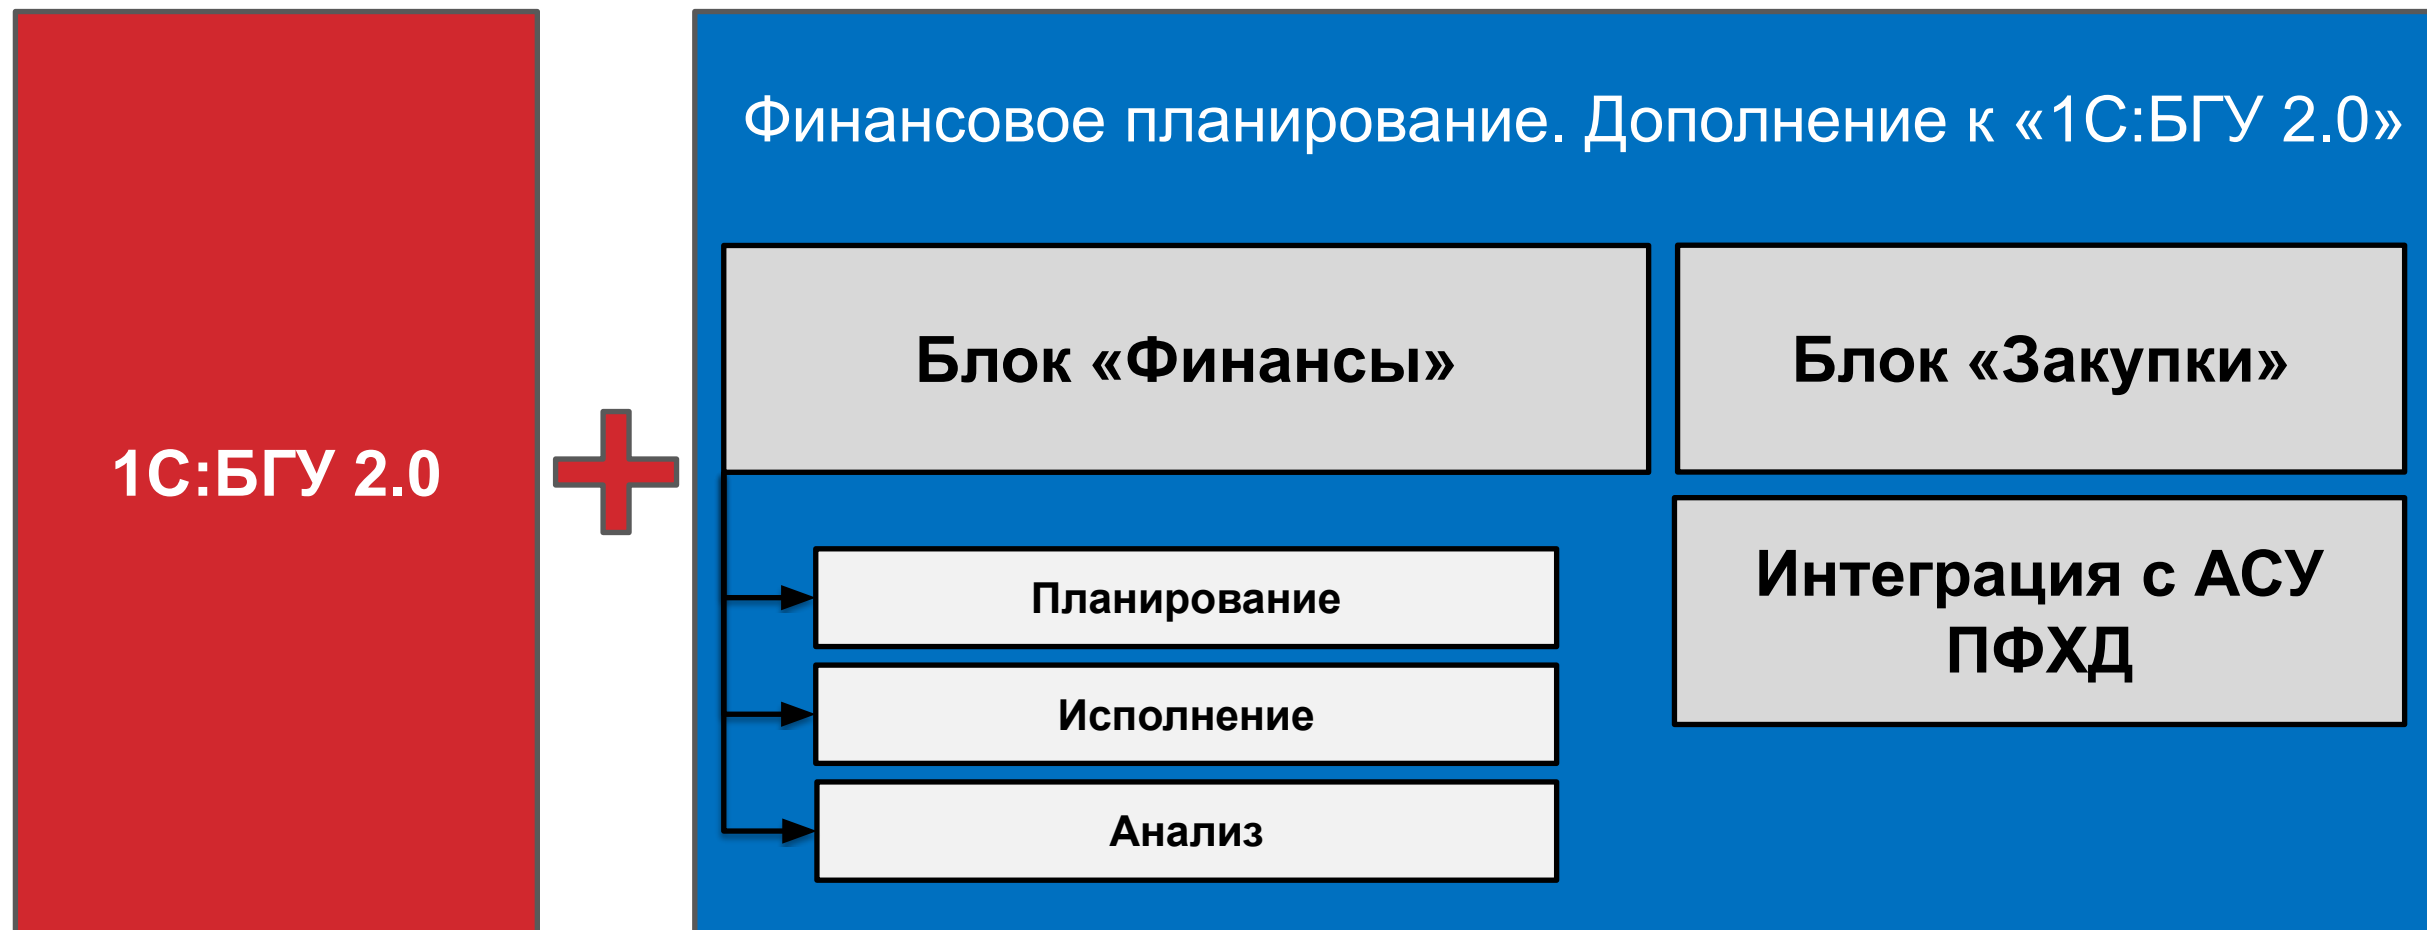 1С:БГУ 2.0
Финансовое планирование. Дополнение к «1С:БГУ 2.0»
Блок «Финансы»
Планирование
Исполнение
Анализ
Блок «Закупки»
Интеграция с АСУ
ПФХД